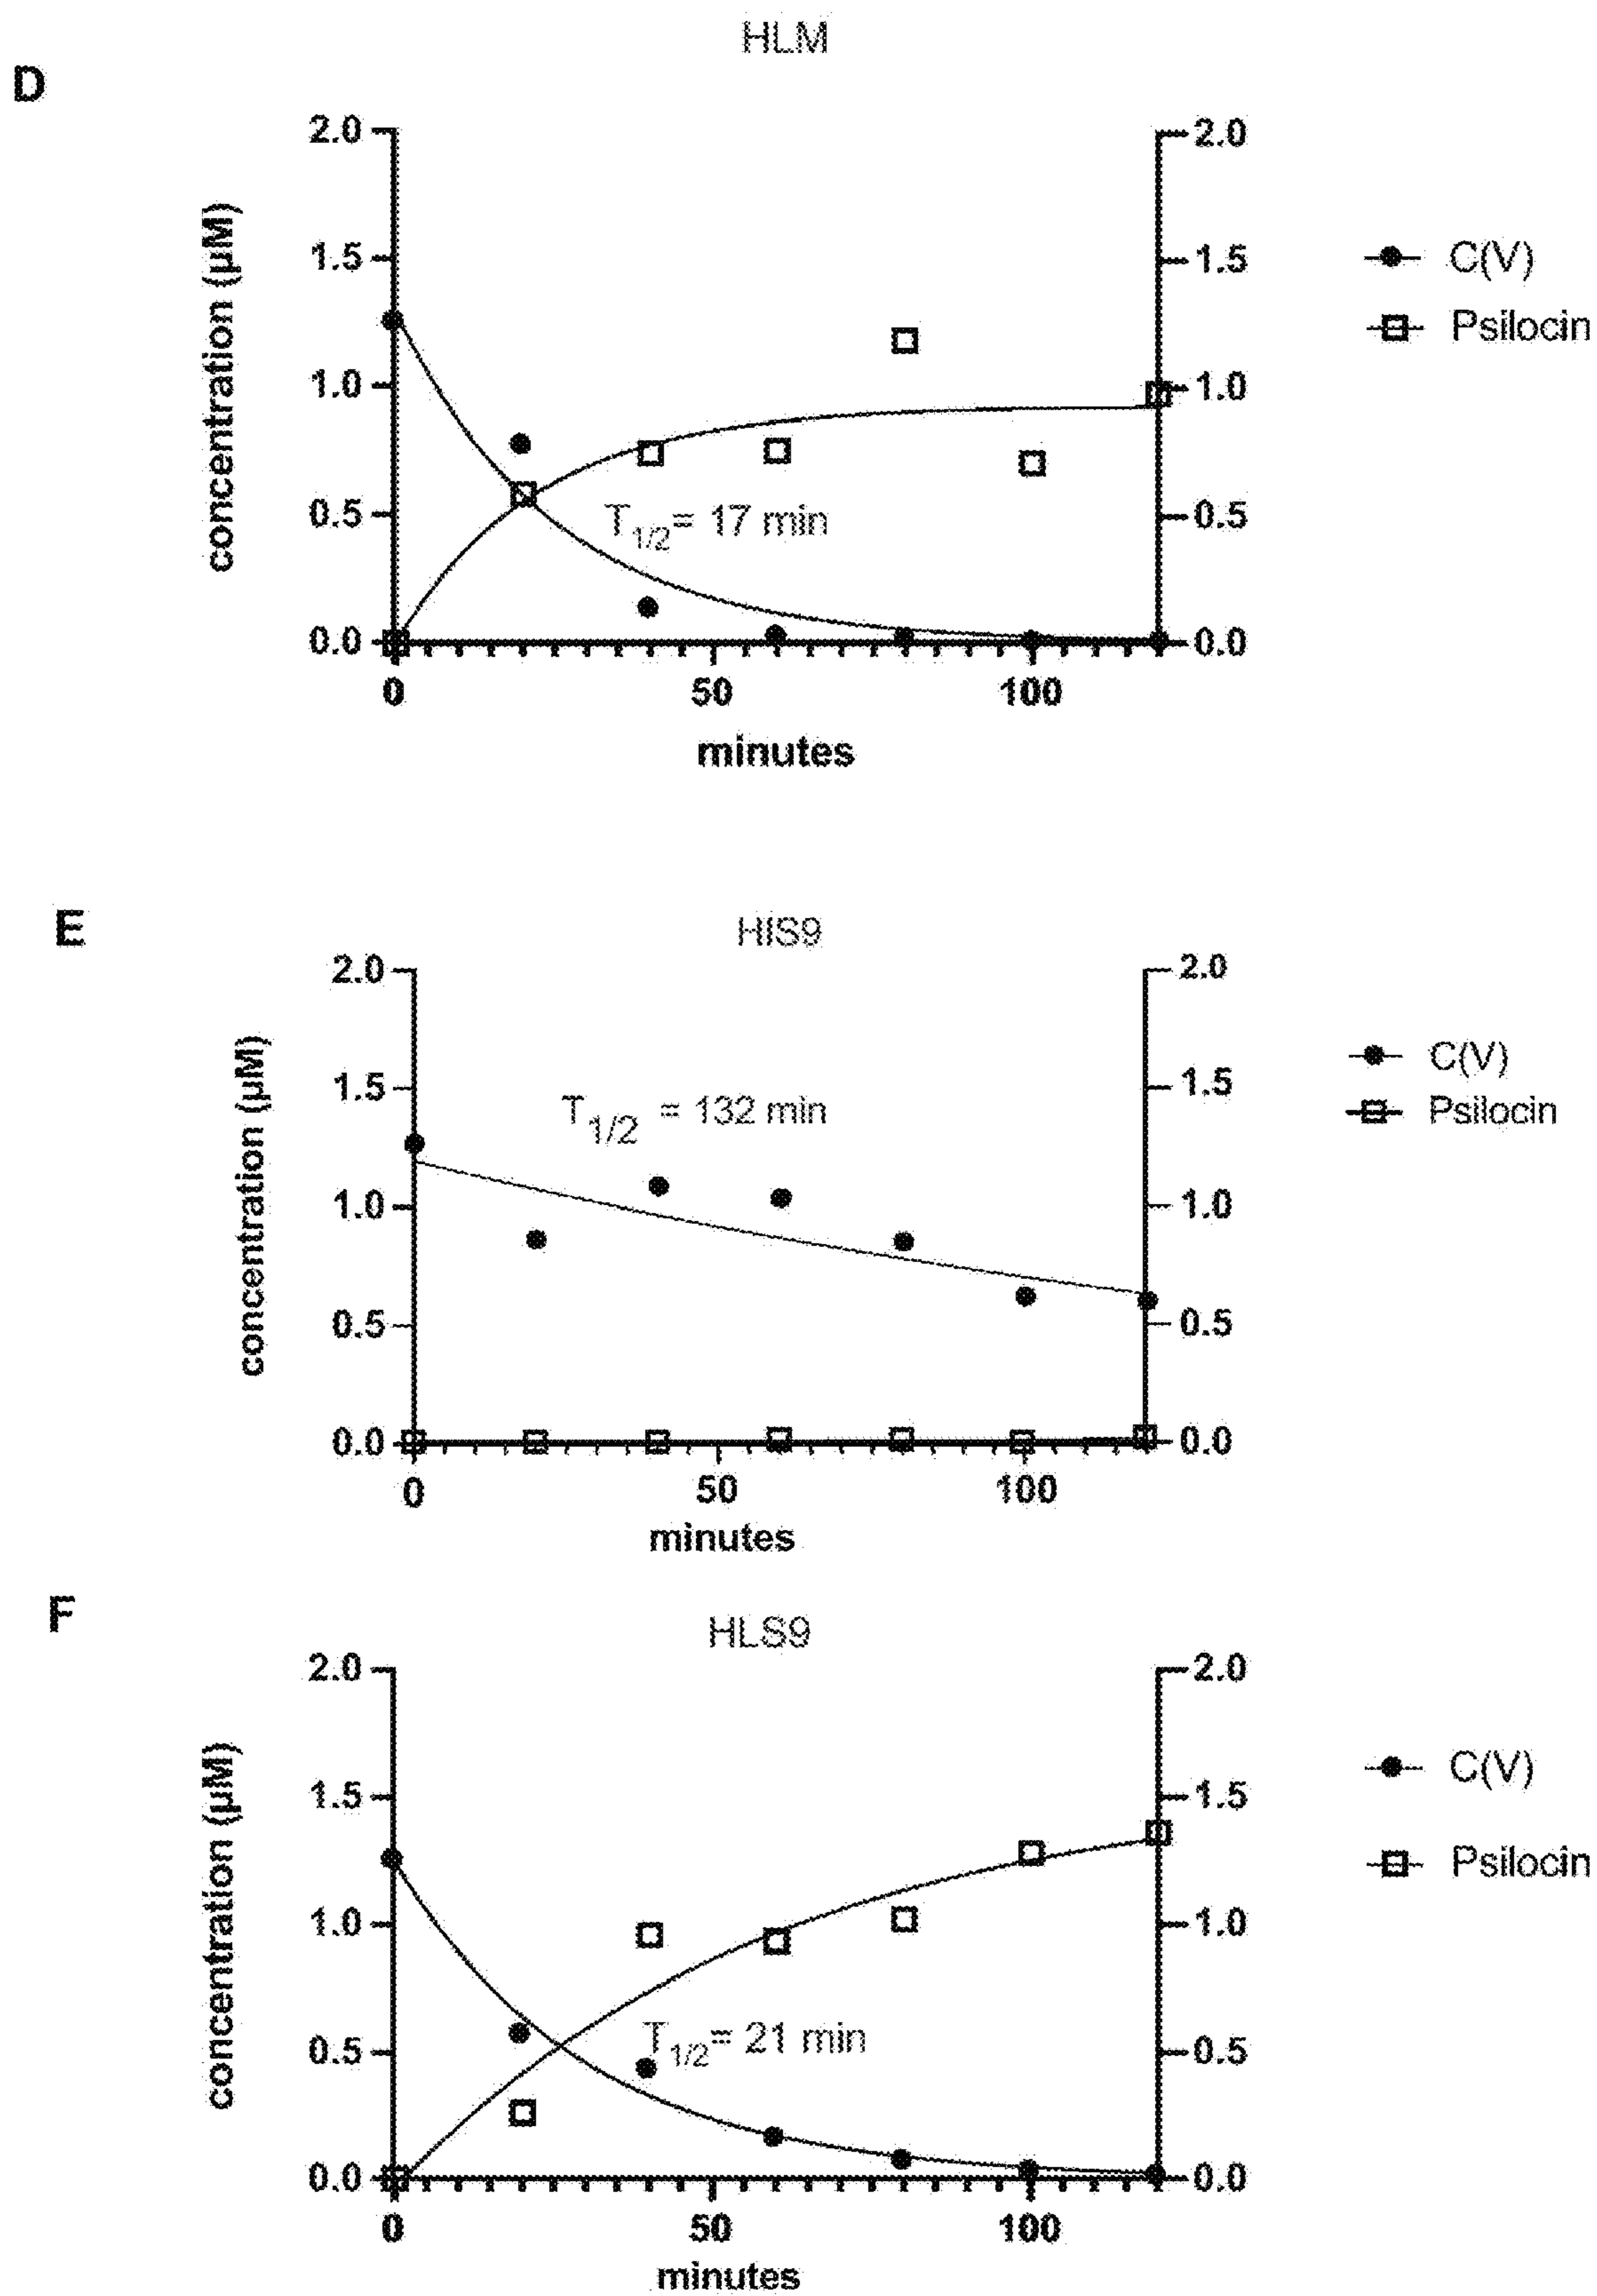 HLM
D
2.0 2.0
1.5 1.5
1.0 1.0
0.5 0.5
0.0 0.0
concentration (µM)
C(V)
Psilocin
T1/2= 17 min
0 50 100
minutes
E
HIS9
2.0 2.0
1.5 1.5
1.0 1.0
0.5 0.5
0.0 0.0
concentration (µM)
C(V)
Psilocin
T1/2 = 132 min
0 50 100
minutes
F
HLS9
2.0 2.0
1.5 1.5
1.0 1.0
0.5 0.5
0.0 0.0
concentration (µM)
C(V)
Psilocin
T1/2= 21 min
0 50 100
minutes